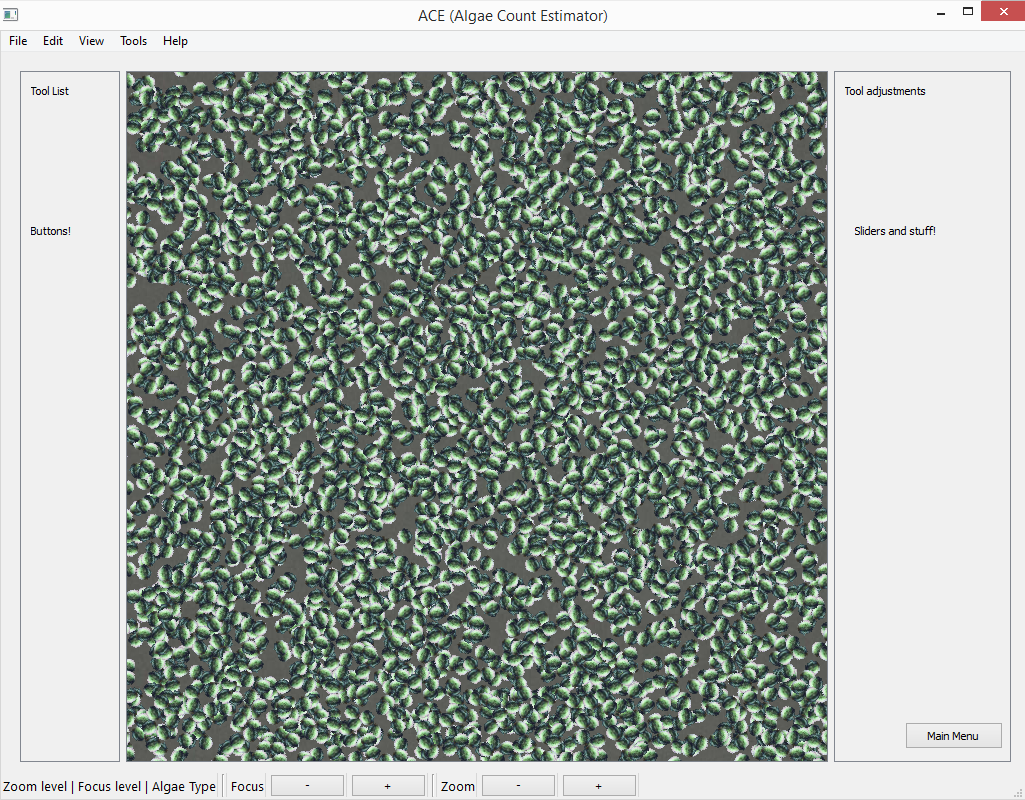 ACE (Algae Count Estimator)
File Edit View Tools Help
Tool List
Buttons!
Tool adjustments
Sliders and stuff!
Main Menu
Zoom level | Focus level | Algae Type Focus - + Zoom - +